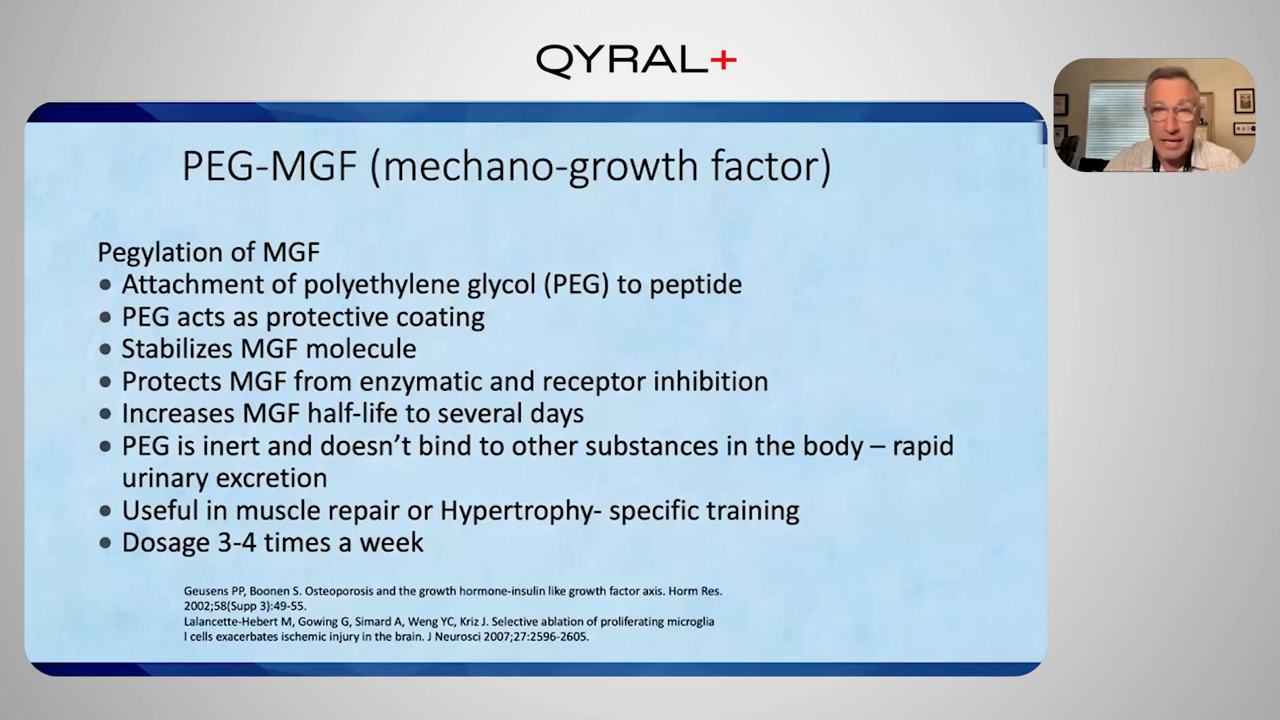 QYRAL+
PEG-MGF (mechano-growth factor)
Pegylation of MGF
• Attachment of polyethylene glycol (PEG) to peptide
• PEG acts as protective coating
• Stabilizes MGF molecule
• Protects MGF from enzymatic and receptor inhibition
• Increases MGF half-life to several days
• PEG is inert and doesn’t bind to other substances in the body – rapid
urinary excretion
• Useful in muscle repair or Hypertrophy- specific training
• Dosage 3-4 times a week
Geusens PP, Boonen S. Osteoporosis and the growth hormone-insulin like growth factor axis. Horm Res.
2002;58(Supp 3):49-55.
Lalancette-Hebert M, Gowing G, Simard A, Weng YC, Kriz J. Selective ablation of proliferating microglia
l cells exacerbates ischemic injury in the brain. J Neurosci 2007;27:2596-2605.